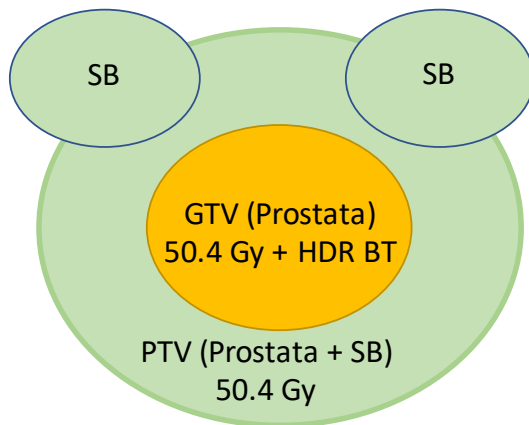 SB
SB
GTV (Prostata)
50.4 Gy + HDR BT
PTV (Prostata + SB)
50.4 Gy